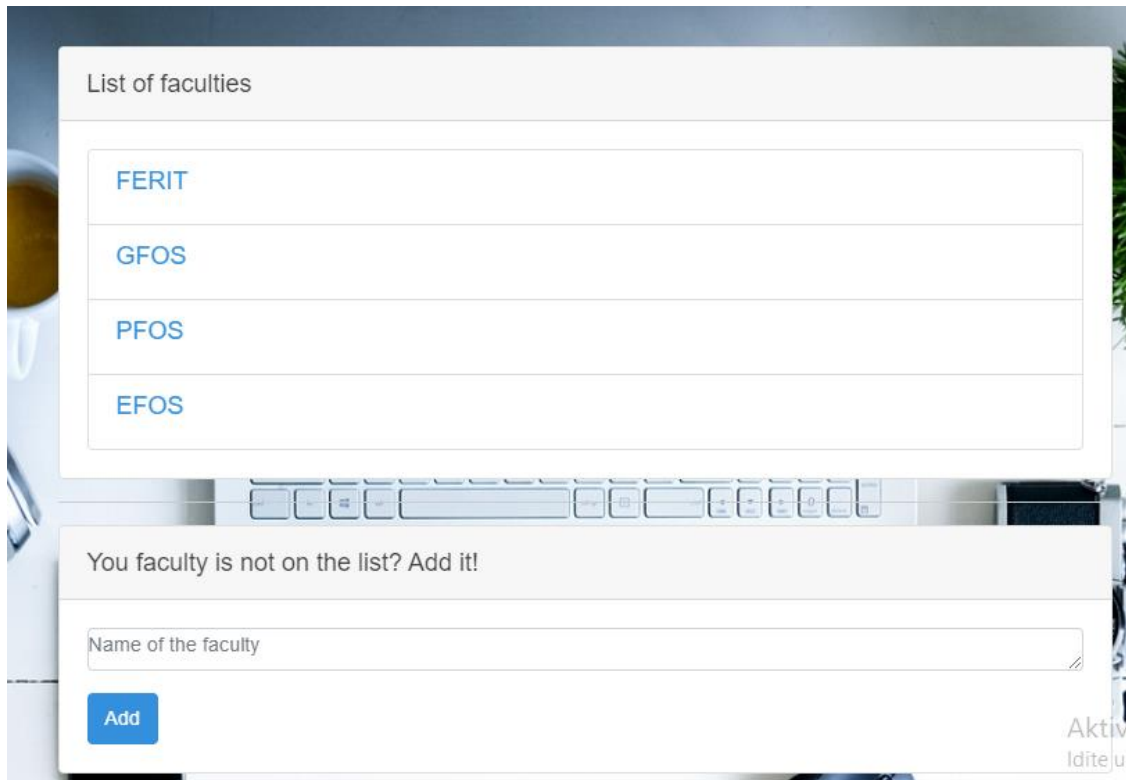 List of faculties
FERIT
GFOS
PFOS
EFOS
You faculty is not on the list? Add it!
Name of the faculty
Add
Aktiv
Idite u